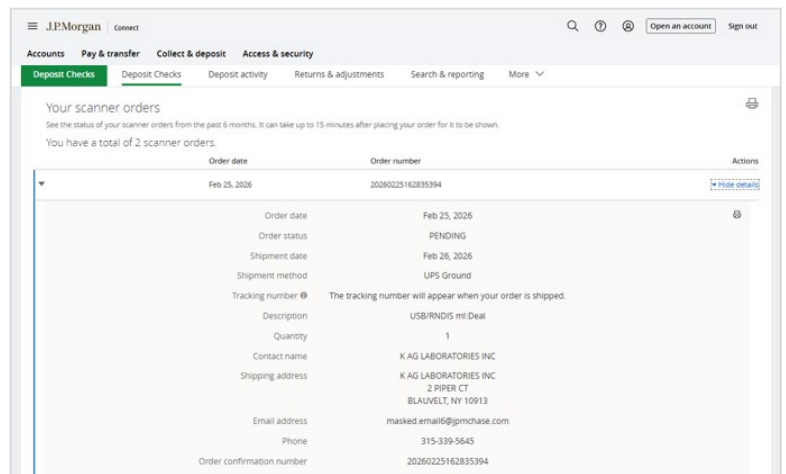 J.P.Morgan Connect Open an account Sign out
Accounts Pay & transfer Collect & deposit Access & security
Deposit Checks Deposit Checks Deposit activity Returns & adjustments Search & reporting More
Your scanner orders
See the status of your scanner orders from the past 6 months. It can take up to 15 minutes after placing your order for it to be shown.
You have a total of 2 scanner orders.
Order date Order number Actions
Feb 25, 2026 20260225162835394 Hide details
Order date Feb 25, 2026
Order status PENDING
Shipment date Feb 26, 2026
Shipment method UPS Ground
Tracking number The tracking number will appear when your order is shipped.
Description USB/RNDIS ml:Deal
Quantity 1
Contact name K AG LABORATORIES INC
Shipping address K AG LABORATORIES INC
2 PIPER CT
BLAUVELT, NY 10913
Email address masked.email6@jpmchase.com
Phone 315-339-5645
Order confirmation number 20260225162835394